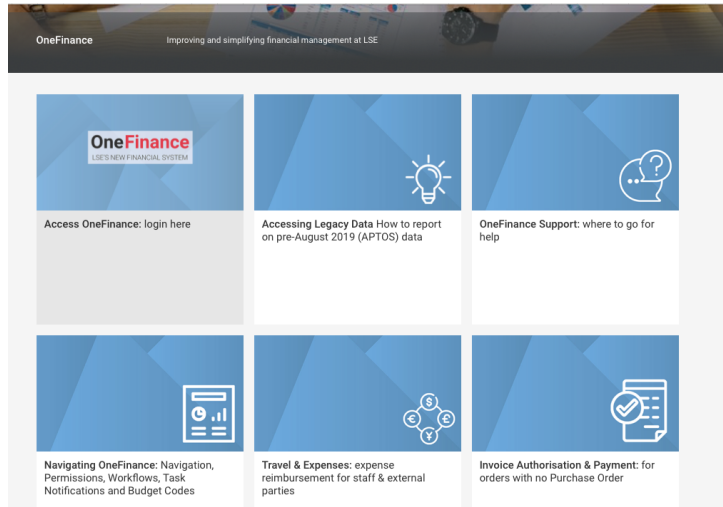 OneFinance
Improving and simplifying financial management at LSE
OneFinance
LSE'S NEW FINANCIAL SYSTEM
Access OneFinance: login here
Accessing Legacy Data How to report
on pre-August 2019 (APTOS) data
OneFinance Support: where to go for
help
Navigating OneFinance: Navigation,
Permissions, Workflows, Task
Notifications and Budget Codes
Travel & Expenses: expense
reimbursement for staff & external
parties
Invoice Authorisation & Payment: for
orders with no Purchase Order